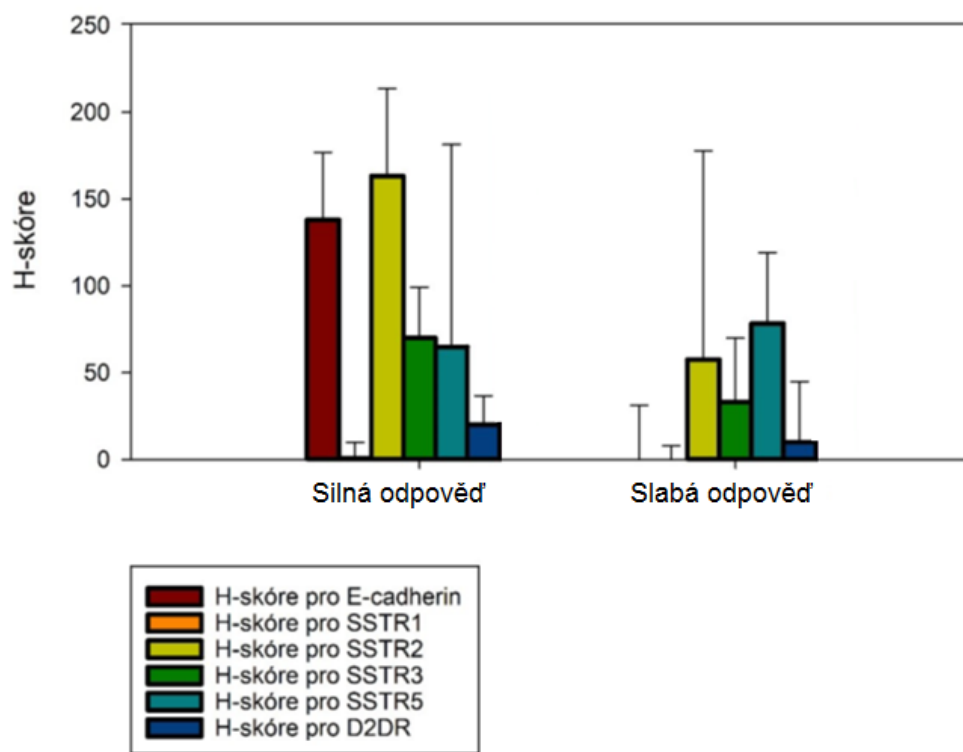 250
200
150
100
50
0
H-skóre
Silná odpověď
Slabá odpověď
H-skóre pro E-cadherin
H-skóre pro SSTR1
H-skóre pro SSTR2
H-skóre pro SSTR3
H-skóre pro SSTR5
H-skóre pro D2DR